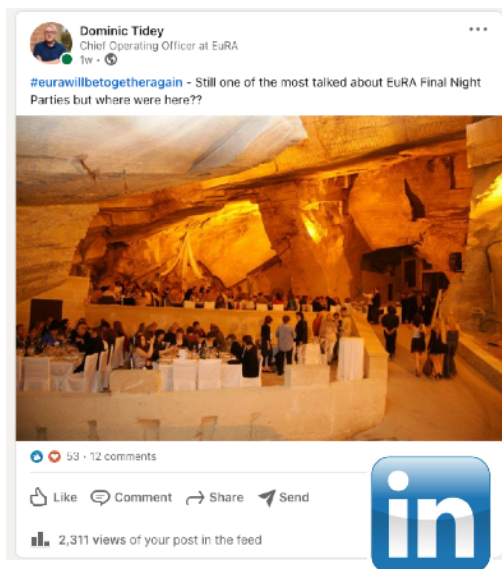 Dominic Tidey
Chief Operating Officer at EuRA
1w •
#eurawillbetogetheragain - Still one of the most talked about EuRA Final Night
Parties but where were here??
53 · 12 comments
Like Comment Share Send
2,311 views of your post in the feed
in